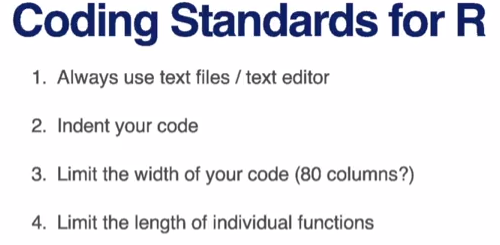 Coding Standards for R
1. Always use text files / text editor
2. Indent your code
3. Limit the width of your code (80 columns?)
4. Limit the length of individual functions